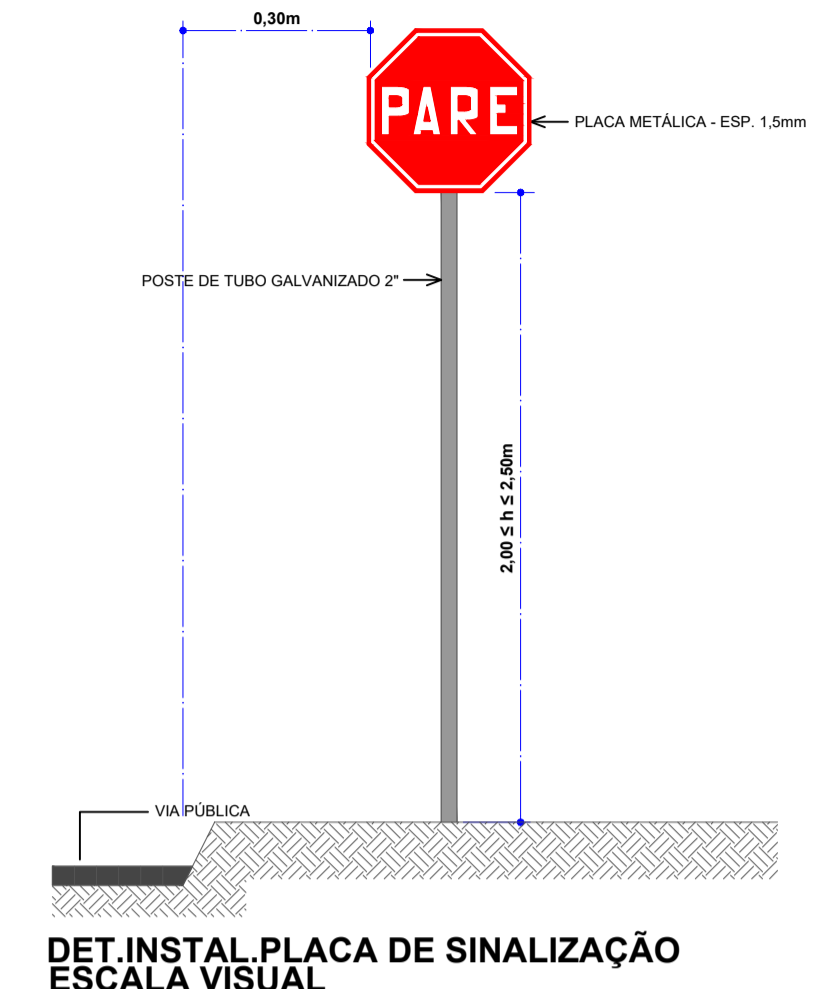 0,30m
PARE
PLACA METÁLICA - ESP. 1,5mm
POSTE DE TUBO GALVANIZADO 2"
2,00 ≤ h ≤ 2,50m
VIA PÚBLICA
DET.INSTAL.PLACA DE SINALIZAÇÃO
ESCALA VISUAL